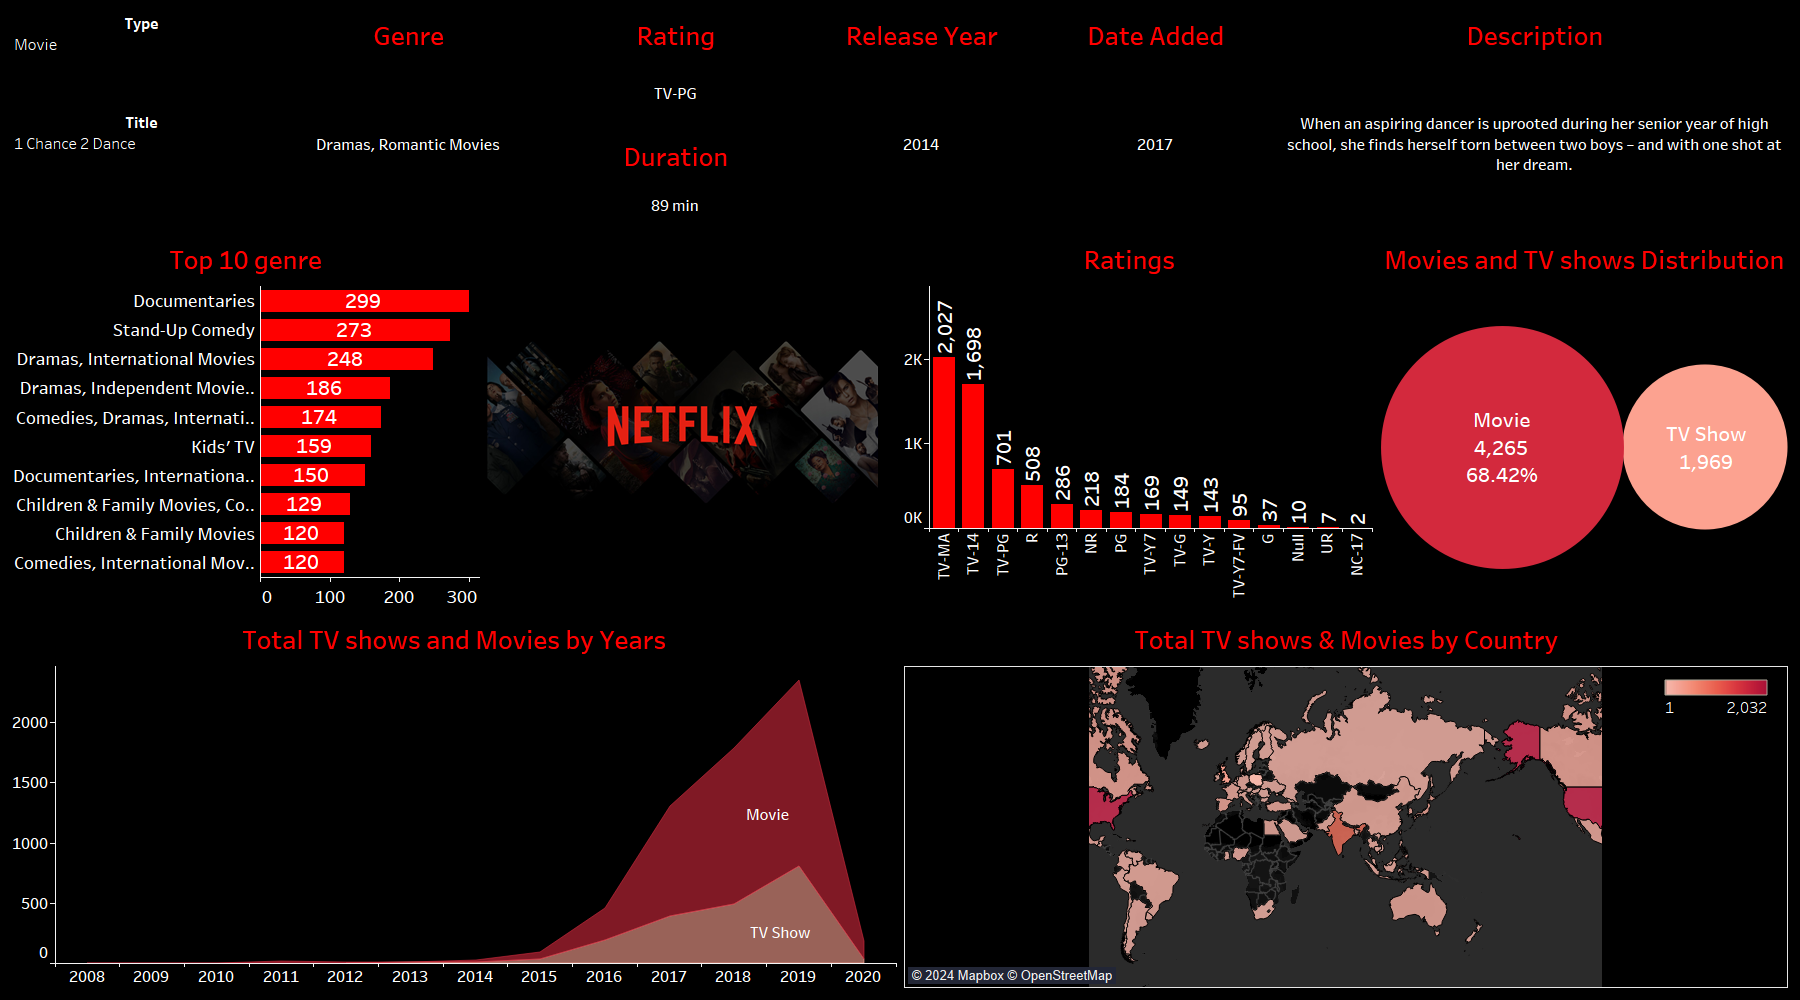 Type
Movie
Title
1 Chance 2 Dance
Genre
Dramas, Romantic Movies
Rating
TV-PG
Duration
89 min
Release Year
2014
Date Added
2017
Description
When an aspiring dancer is uprooted during her senior year of high
school, she finds herself torn between two boys – and with one shot at
her dream.
Top 10 genre
Documentaries 299
Stand-Up Comedy 273
Dramas, International Movies 248
Dramas, Independent Movie.. 186
Comedies, Dramas, Internati.. 174
Kids’ TV 159
Documentaries, Internationa.. 150
Children & Family Movies, Co.. 129
Children & Family Movies 120
Comedies, International Mov.. 120
0 100 200 300
NETFLIX
Ratings
2K
1K
0K
2,027 1,698 701 508 286 218 184 169 149 143 95 37 10 7 2
TV-MA TV-14 TV-PG R PG-13 NR PG TV-Y7 TV-G TV-Y TV-Y7-FV G Null UR NC-17
Movies and TV shows Distribution
Movie
4,265
68.42%
TV Show
1,969
Total TV shows and Movies by Years
2000
1500
1000
500
0
Movie
TV Show
2008 2009 2010 2011 2012 2013 2014 2015 2016 2017 2018 2019 2020
Total TV shows & Movies by Country
1 2,032
© 2024 Mapbox © OpenStreetMap